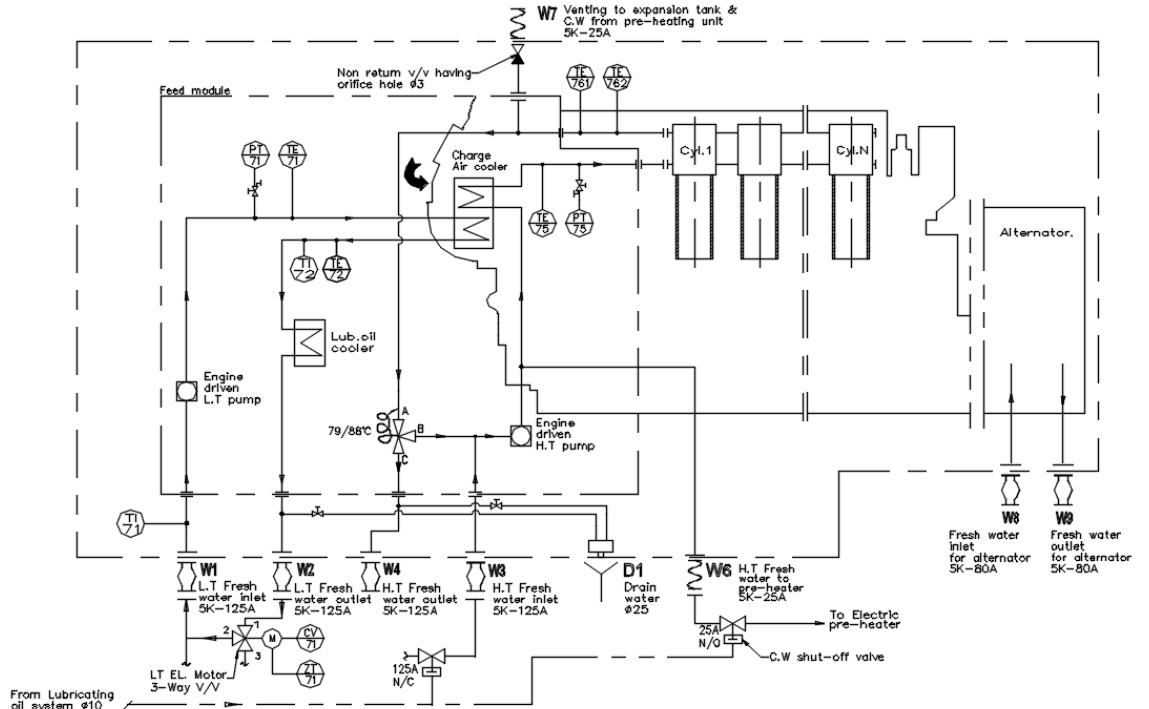 W7
Venting to expansion tank &
C.W from pre-heating unit
5K-25A
Non return v/v having
orifice hole ø3
Feed module
TE
761
TE
762
PT
71
TE
71
Charge
Air cooler
Cyl.1
Cyl.N
TE
75
PT
75
Alternator.
TI
72
TE
72
Lub.oil
cooler
Engine
driven
L.T pump
79/88℃
A
B
C
Engine
driven
H.T pump
TI
71
W1
L.T Fresh
water inlet
5K-125A
W2
L.T Fresh
water outlet
5K-125A
W4
H.T Fresh
water outlet
5K-125A
W3
H.T Fresh
water inlet
5K-125A
D1
Drain
water
ø25
W6
H.T Fresh
water to
pre-heater
5K-25A
W8
Fresh water
inlet
for alternator
5K-80A
W9
Fresh water
outlet
for alternator
5K-80A
1
2
3
M
CV
71
ZT
71
LT EL. Motor
3-Way V/V
125A
N/C
25A
N/O
To Electric
pre-heater
C.W shut-off valve
From Lubricating
oil system ø10